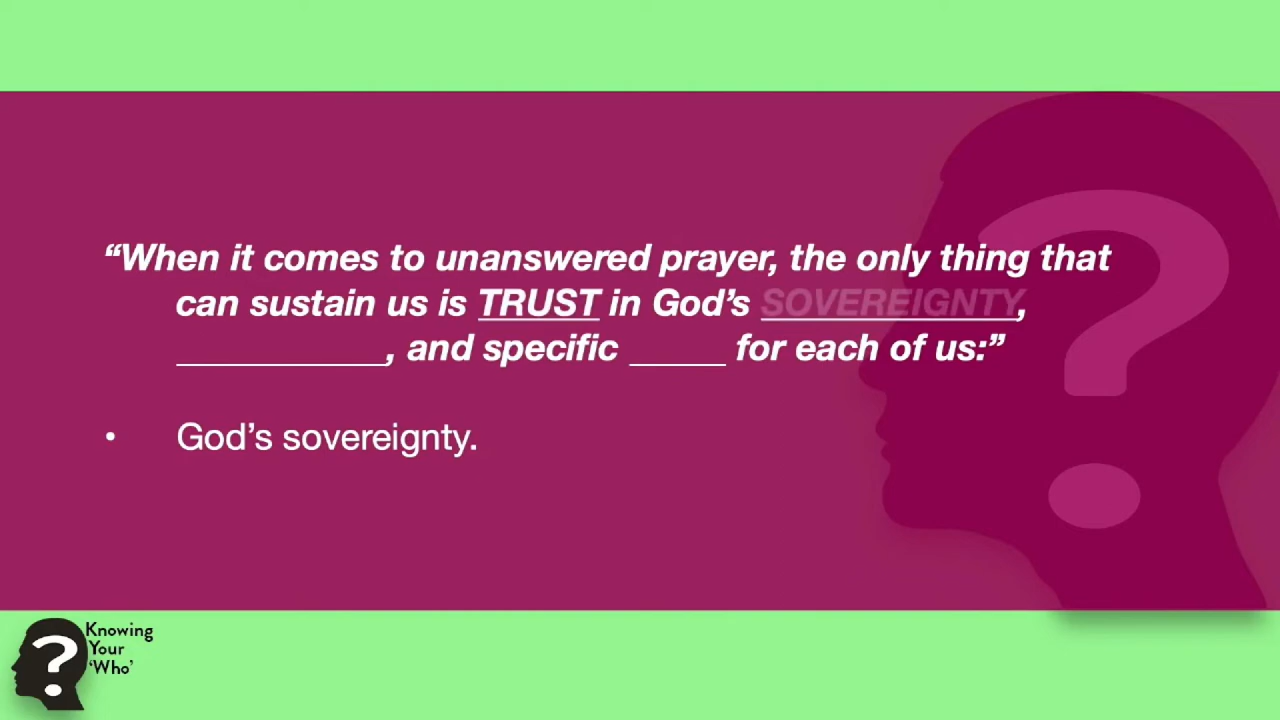 “When it comes to unanswered prayer, the only thing that
can sustain us is TRUST in God’s SOVEREIGNTY,
___________, and specific _____ for each of us:”
• God’s sovereignty.
Knowing
Your
‘Who’